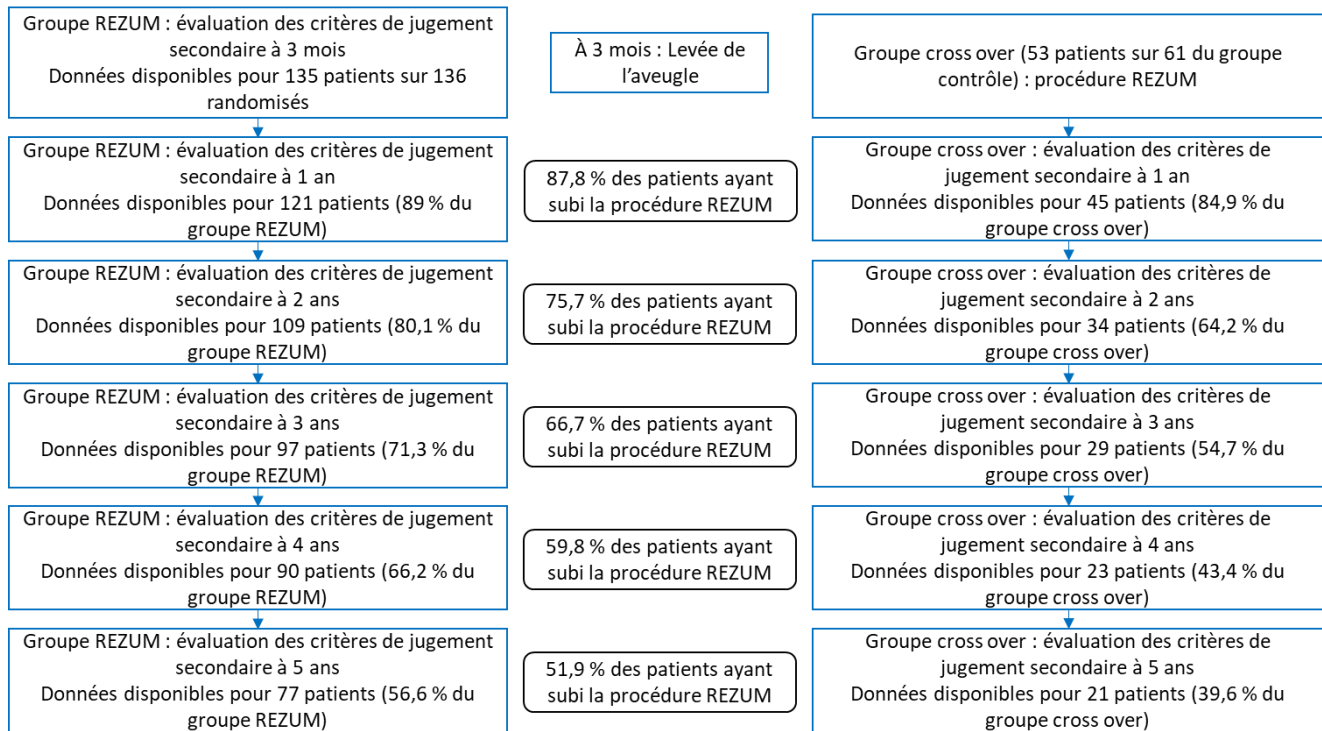 Groupe REZUM : évaluation des critères de jugement
secondaire à 3 mois
Données disponibles pour 135 patients sur 136
randomisés
À 3 mois : Levée de
l'aveugle
Groupe cross over (53 patients sur 61 du groupe
contrôle) : procédure REZUM
Groupe REZUM : évaluation des critères de jugement
secondaire à 1 an
Données disponibles pour 121 patients (89 % du
groupe REZUM)
87,8 % des patients ayant
subi la procédure REZUM
Groupe cross over : évaluation des critères de
jugement secondaire à 1 an
Données disponibles pour 45 patients (84,9 % du
groupe cross over)
Groupe REZUM : évaluation des critères de jugement
secondaire à 2 ans
Données disponibles pour 109 patients (80,1 % du
groupe REZUM)
75,7 % des patients ayant
subi la procédure REZUM
Groupe cross over : évaluation des critères de
jugement secondaire à 2 ans
Données disponibles pour 34 patients (64,2 % du
groupe cross over)
Groupe REZUM : évaluation des critères de jugement
secondaire à 3 ans
Données disponibles pour 97 patients (71,3 % du
groupe REZUM)
66,7 % des patients ayant
subi la procédure REZUM
Groupe cross over : évaluation des critères de
jugement secondaire à 3 ans
Données disponibles pour 29 patients (54,7 % du
groupe cross over)
Groupe REZUM : évaluation des critères de jugement
secondaire à 4 ans
Données disponibles pour 90 patients (66,2 % du
groupe REZUM)
59,8 % des patients ayant
subi la procédure REZUM
Groupe cross over : évaluation des critères de
jugement secondaire à 4 ans
Données disponibles pour 23 patients (43,4 % du
groupe cross over)
Groupe REZUM : évaluation des critères de jugement
secondaire à 5 ans
Données disponibles pour 77 patients (56,6 % du
groupe REZUM)
51,9 % des patients ayant
subi la procédure REZUM
Groupe cross over : évaluation des critères de
jugement secondaire à 5 ans
Données disponibles pour 21 patients (39,6 % du
groupe cross over)